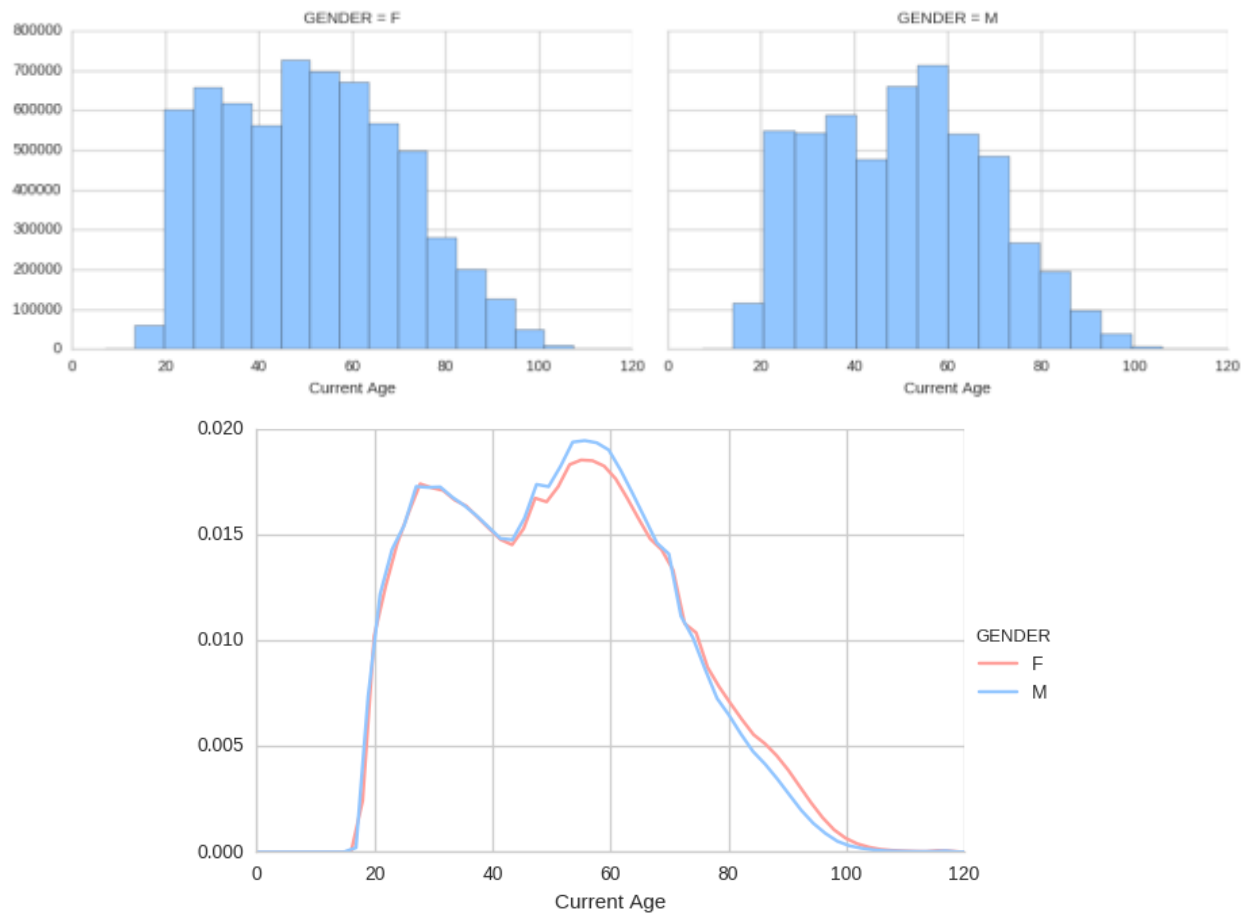 GENDER = F
GENDER = M
800000
700000
600000
500000
400000
300000
200000
100000
0
0 20 40 60 80 100 120
Current Age
0 20 40 60 80 100 120
Current Age
0.020
0.015
0.010
0.005
0.000
0 20 40 60 80 100 120
Current Age
GENDER
F
M